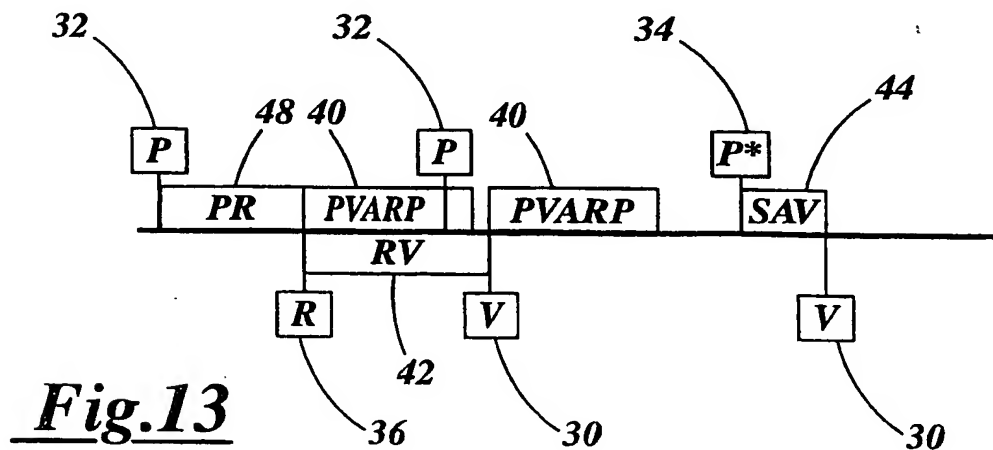 32 32 34
48 40 40 44
P P P*
PR PVARP PVARP SAV
RV
R V V
42
Fig.13 36 30 30